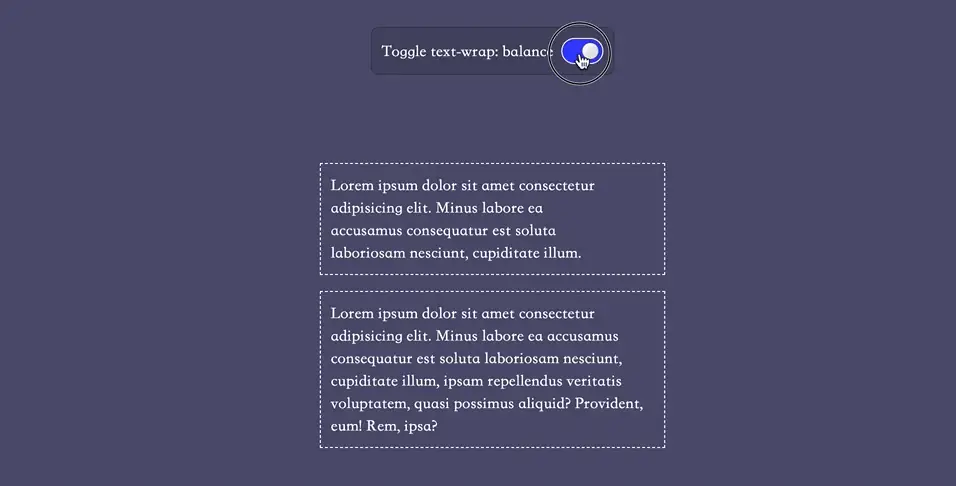 Toggle text-wrap: balance
Lorem ipsum dolor sit amet consectetur
adipisicing elit. Minus labore ea
accusamus consequatur est soluta
laboriosam nesciunt, cupiditate illum.
Lorem ipsum dolor sit amet consectetur
adipisicing elit. Minus labore ea accusamus
consequatur est soluta laboriosam nesciunt,
cupiditate illum, ipsam repellendus veritatis
voluptatem, quasi possimus aliquid? Provident,
eum! Rem, ipsa?